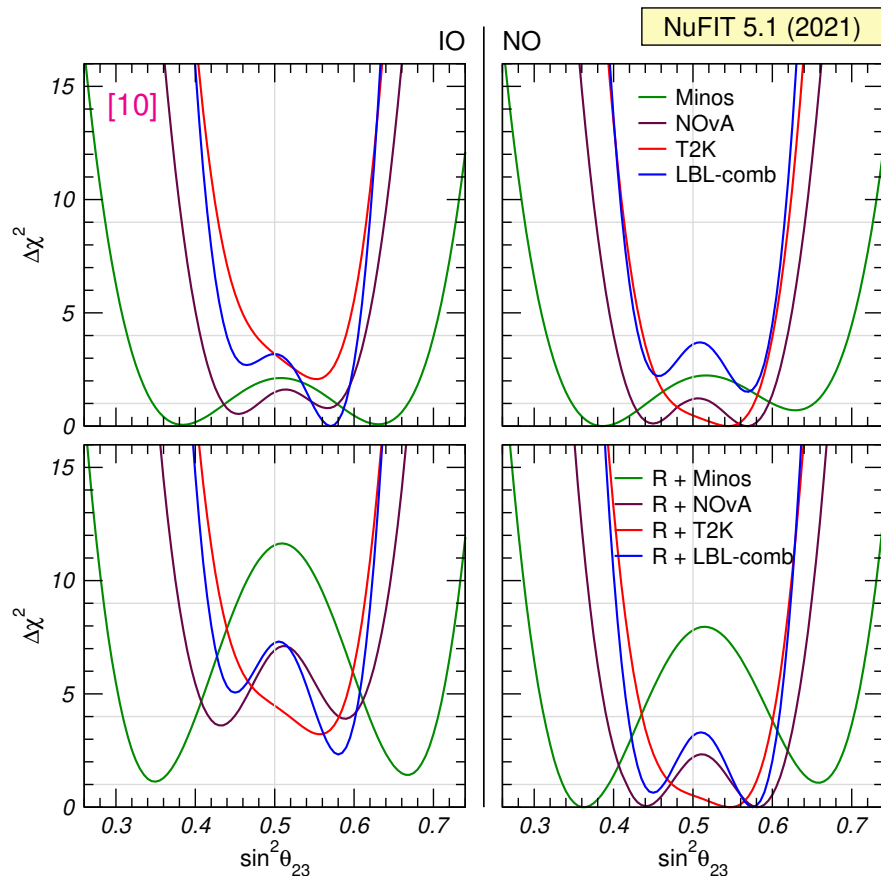 NuFIT 5.1 (2021)
IO NO
[10]
Minos
NOvA
T2K
LBL-comb
15
10
5
0
Δχ²
R + Minos
R + NOvA
R + T2K
R + LBL-comb
15
10
5
0
Δχ²
0.3 0.4 0.5 0.6 0.7 0.3 0.4 0.5 0.6 0.7
sin²θ₂₃ sin²θ₂₃